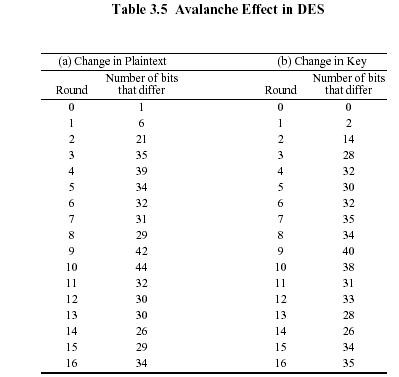 Table 3.5 Avalanche Effect in DES
(a) Change in Plaintext (b) Change in Key
Number of bits Number of bits
Round that differ Round that differ
0 1 0 0
1 6 1 2
2 21 2 14
3 35 3 28
4 39 4 32
5 34 5 30
6 32 6 32
7 31 7 35
8 29 8 34
9 42 9 40
10 44 10 38
11 32 11 31
12 30 12 33
13 30 13 28
14 26 14 26
15 29 15 34
16 34 16 35